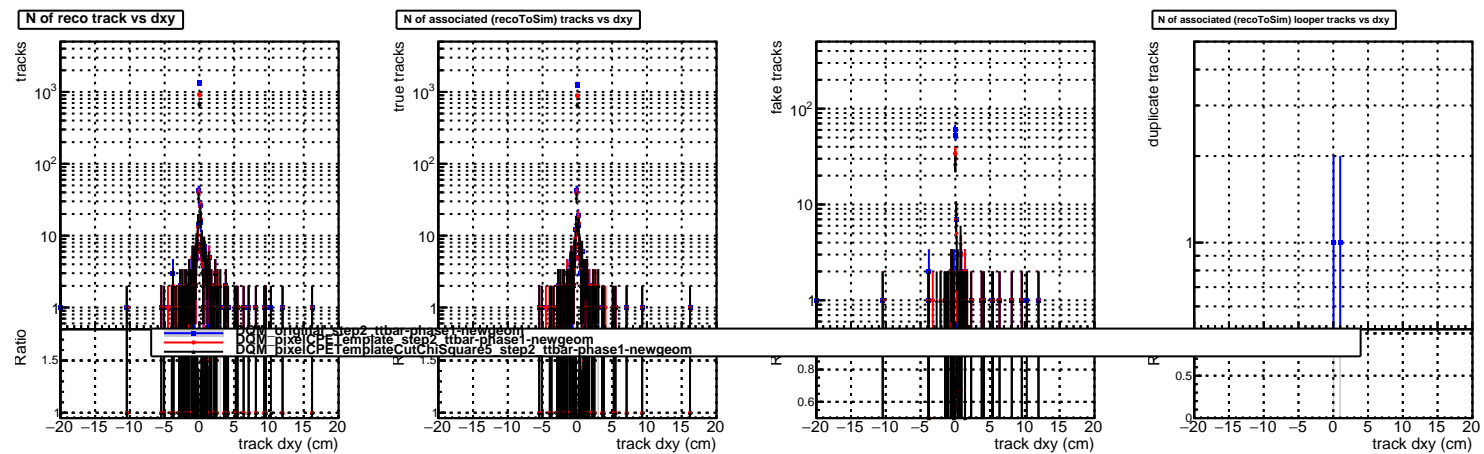 N of reco track vs dxy
N of associated (recoToSim) tracks vs dxy
N of associated (recoToSim) looper tracks vs dxy
tracks
10³
10²
10
1
Ratio
1.5
1
−20 −15 −10 −5 0 5 10 15 20
track dxy (cm)
true tracks
10³
10²
10
1
1.5
1
−20 −15 −10 −5 0 5 10 15 20
track dxy (cm)
fake tracks
10²
10
1
0.8
0.6
−20 −15 −10 −5 0 5 10 15 20
track dxy (cm)
duplicate tracks
1
0.5
0
−20 −15 −10 −5 0 5 10 15 20
track dxy (cm)
DQM_original_step2_ttbar-phase1-newgeom
DQM_pixelCPETemplate_step2_ttbar-phase1-newgeom
DQM_pixelCPETemplateCutChiSquare5_step2_ttbar-phase1-newgeom